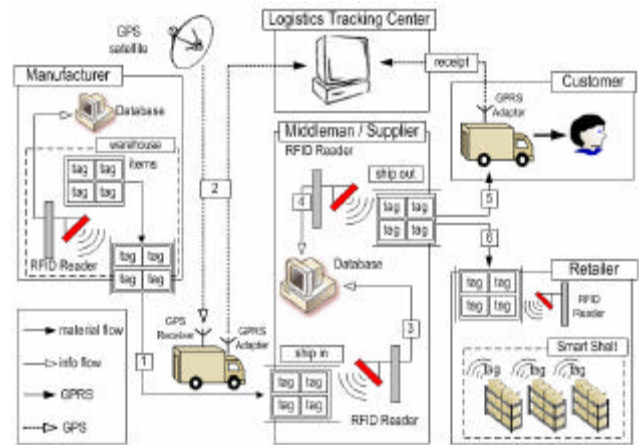 Logistics Tracking Center
GPS
satellite
Manufacturer
Database
warehouse
items
tag tag
tag tag
RFID Reader
tag tag
tag tag
2
receipt
Customer
GPRS
Adapter
Middleman / Supplier
RFID Reader
ship out
4
tag tag
tag tag
5
6
Database
3
Retailer
tag tag
tag tag
RFID
Reader
Smart Shelf
tag tag tag
GPS
Receiver
GPRS
Adapter
1
ship in
tag tag
tag tag
RFID Reader
material flow
info flow
GPRS
GPS